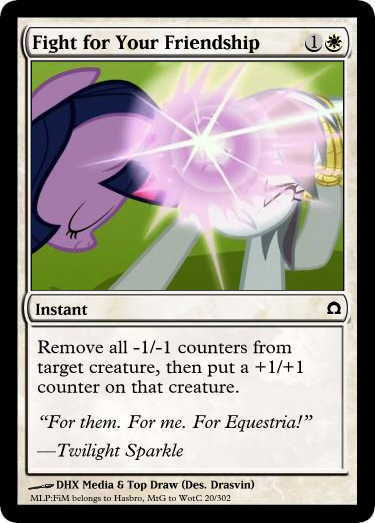 Fight for Your Friendship 1
Instant Ω
Remove all -1/-1 counters from
target creature, then put a +1/+1
counter on that creature.
“For them. For me. For Equestria!”
—Twilight Sparkle
DHX Media & Top Draw (Des. Drasvin)
MLP:FiM belongs to Hasbro, MtG to WotC 20/302